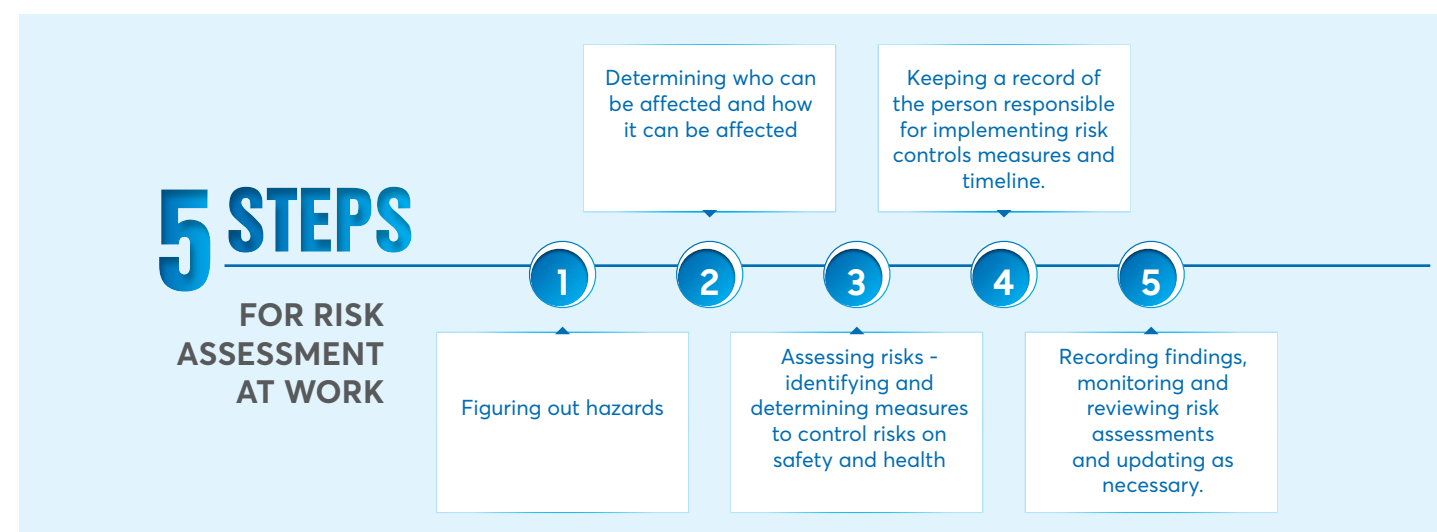 5 STEPS
FOR RISK
ASSESSMENT
AT WORK
1
Figuring out hazards
2
Determining who can
be affected and how
it can be affected
3
Assessing risks -
identifying and
determining measures
to control risks on
safety and health
4
Keeping a record of
the person responsible
for implementing risk
controls measures and
timeline.
5
Recording findings,
monitoring and
reviewing risk
assessments
and updating as
necessary.